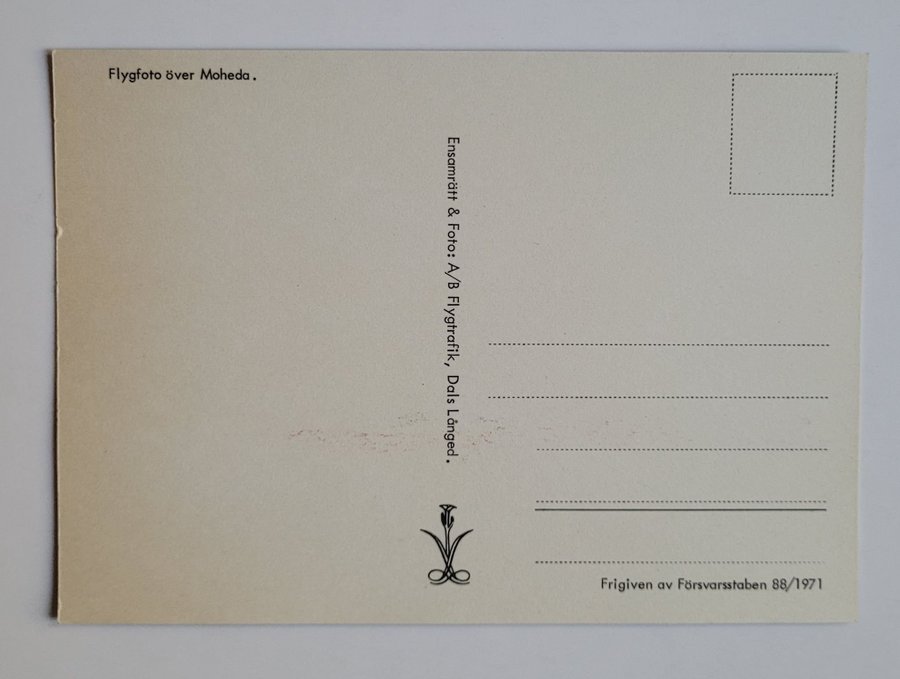 Flygfoto över Moheda.
Ensamrätt & Foto: A/B Flygtrafik, Dals Långed.
Frigiven av Försvarsstaben 88/1971